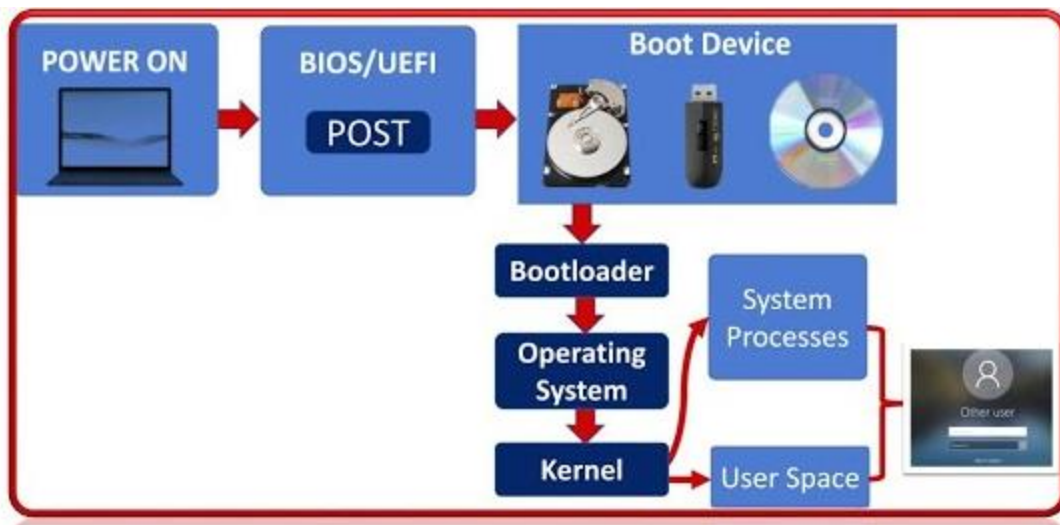 POWER ON
BIOS/UEFI
POST
Boot Device
Bootloader
Operating
System
Kernel
System
Processes
User Space
Other user